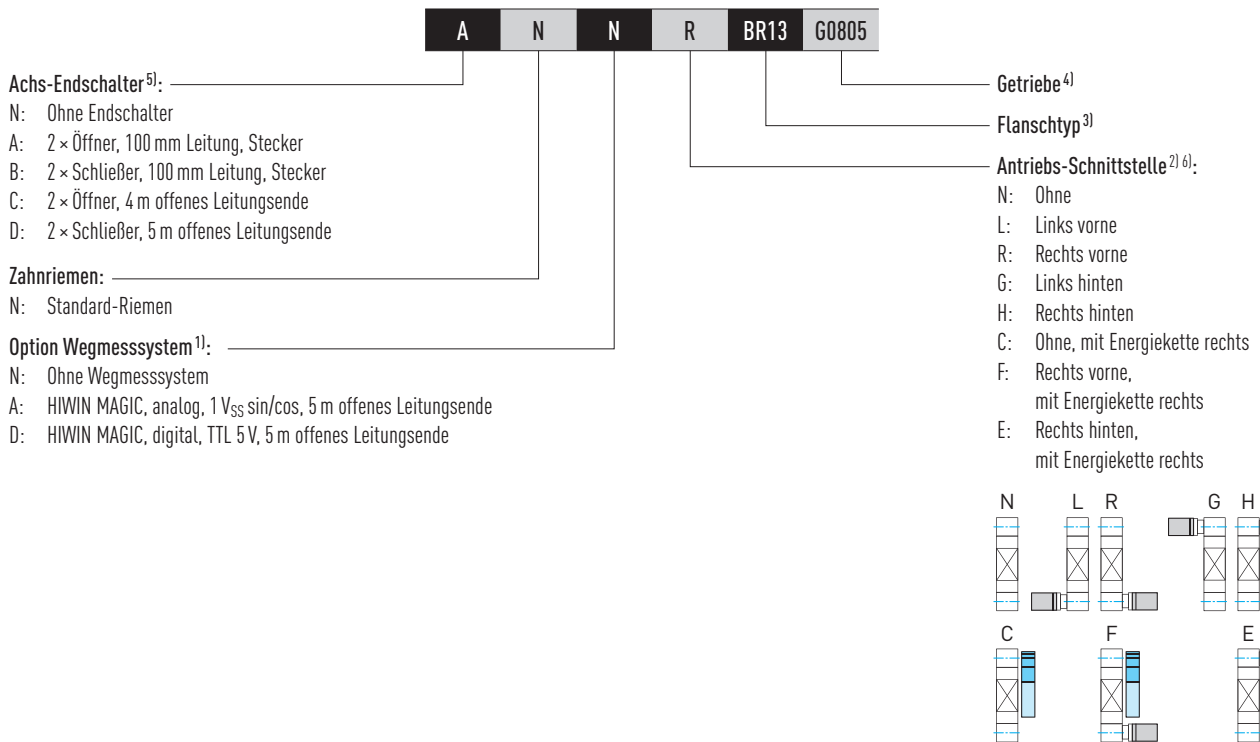 A N N R BR13 G0805
Achs-Endschalter 5):
N: Ohne Endschalter
A: 2 × Öffner, 100 mm Leitung, Stecker
B: 2 × Schließer, 100 mm Leitung, Stecker
C: 2 × Öffner, 4 m offenes Leitungsende
D: 2 × Schließer, 5 m offenes Leitungsende
Zahnriemen:
N: Standard-Riemen
Option Wegmesssystem 1):
N: Ohne Wegmesssystem
A: HIWIN MAGIC, analog, 1 VSS sin/cos, 5 m offenes Leitungsende
D: HIWIN MAGIC, digital, TTL 5 V, 5 m offenes Leitungsende
Getriebe 4)
Flanschtyp 3)
Antriebs-Schnittstelle 2) 6):
N: Ohne
L: Links vorne
R: Rechts vorne
G: Links hinten
H: Rechts hinten
C: Ohne, mit Energiekette rechts
F: Rechts vorne,
mit Energiekette rechts
E: Rechts hinten,
mit Energiekette rechts
N L R G H
C F E